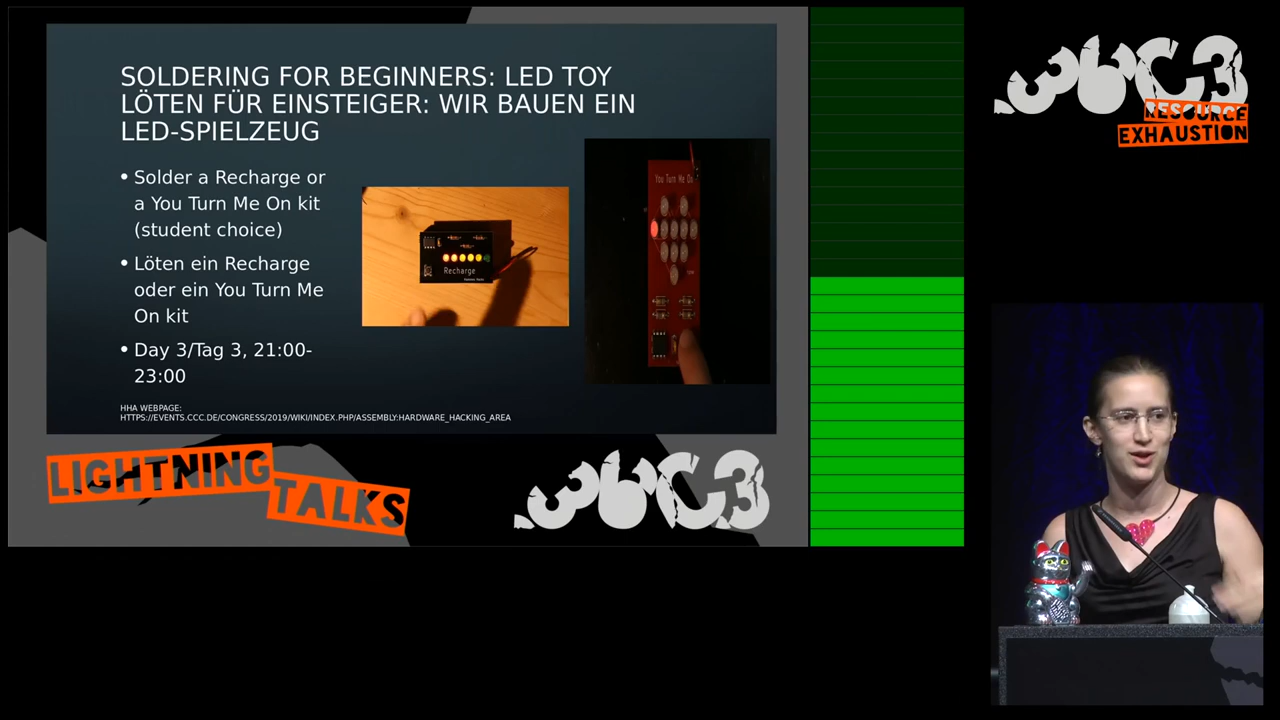 SOLDERING FOR BEGINNERS: LED TOY
LÖTEN FÜR EINSTEIGER: WIR BAUEN EIN
LED-SPIELZEUG
• Solder a Recharge or
a You Turn Me On kit
(student choice)
• Löten ein Recharge
oder ein You Turn Me
On kit
• Day 3/Tag 3, 21:00-
23:00
HHA WEBPAGE:
HTTPS://EVENTS.CCC.DE/CONGRESS/2019/WIKI/INDEX.PHP/ASSEMBLY:HARDWARE_HACKING_AREA
Recharge
You Turn Me On
LIGHTNING
TALKS
36C3
36C3
RESOURCE
EXHAUSTION